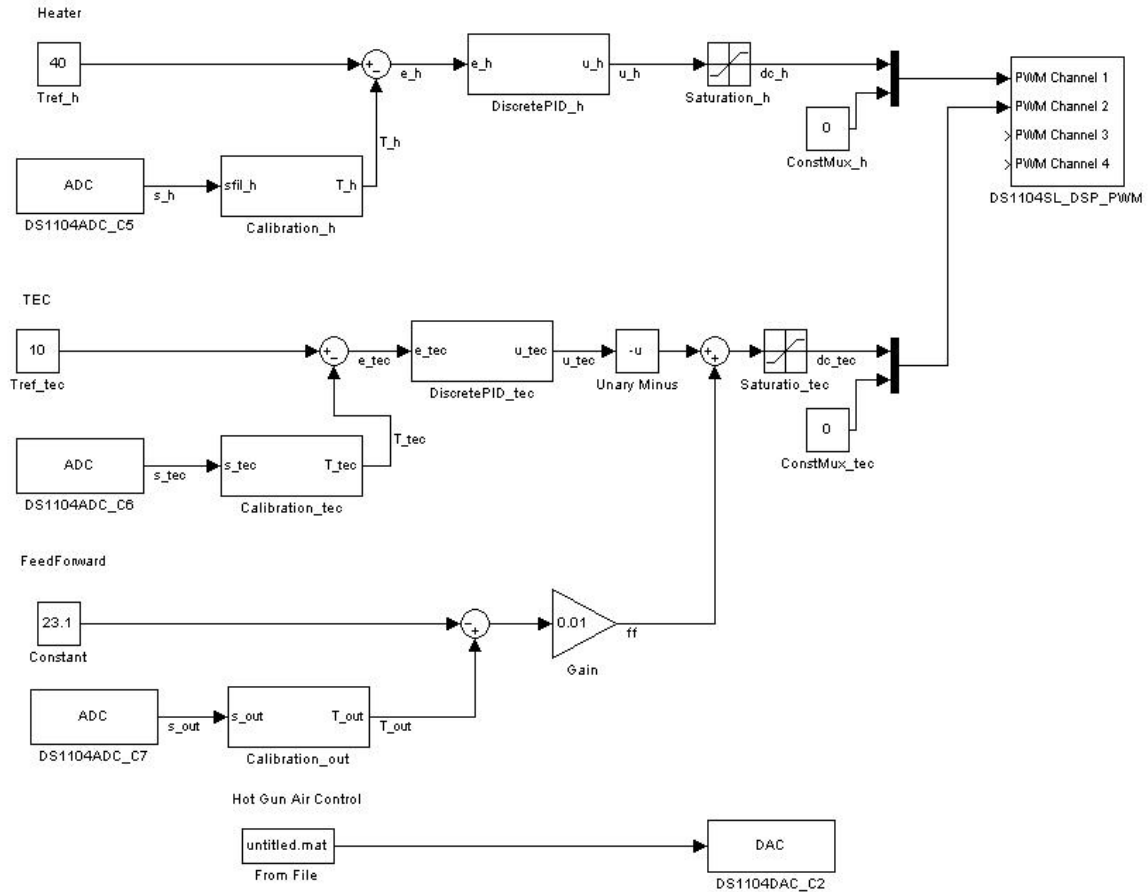 Heater
40
Tref_h
+
-
e_h
e_h
u_h
DiscretePID_h
u_h
Saturation_h
dc_h
0
ConstMux_h
PWM Channel 1
PWM Channel 2
PWM Channel 3
PWM Channel 4
DS1104SL_DSP_PWM
ADC
DS1104ADC_C5
s_h
sfil_h
T_h
Calibration_h
T_h
TEC
10
Tref_tec
+
-
e_tec
e_tec
u_tec
DiscretePID_tec
u_tec
-u
Unary Minus
+
+
Saturatio_tec
dc_tec
0
ConstMux_tec
ADC
DS1104ADC_C6
s_tec
s_tec
T_tec
Calibration_tec
T_tec
FeedForward
23.1
Constant
-
+
0.01
Gain
ff
ADC
DS1104ADC_C7
s_out
s_out
T_out
Calibration_out
T_out
Hot Gun Air Control
untitled.mat
From File
DAC
DS1104DAC_C2